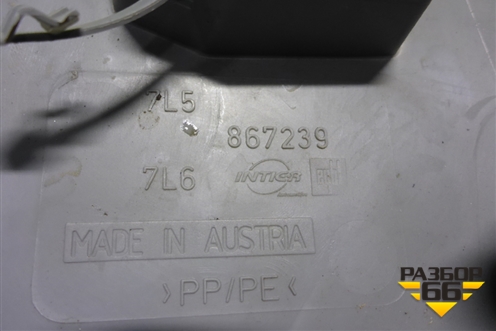 7L5
867239
7L6 INTIER
MADE IN AUSTRIA
>PP/PE<
РАЗБОР
66